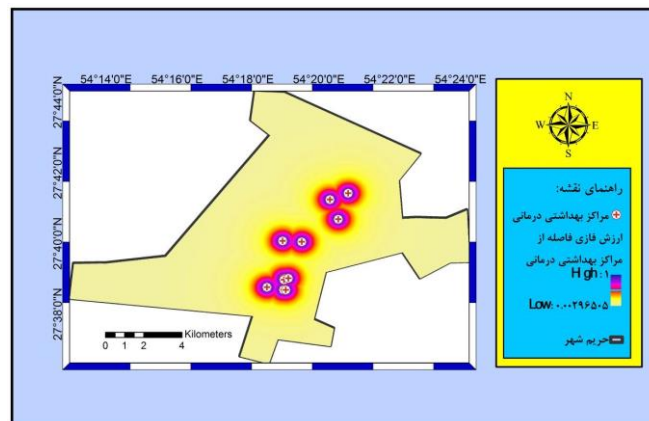 54°14'0"E 54°16'0"E 54°18'0"E 54°20'0"E 54°22'0"E 54°24'0"E
27°44'0"N
27°42'0"N
27°40'0"N
27°38'0"N
0 1 2 4 Kilometers
N
W E
S
راهنمای نقشه:
مراکز بهداشتی درمانی
ارزش فازی فاصله از
مراکز بهداشتی درمانی
High : ۱
Low : ۰.۰۰۲۹۶۵۰۵
حریم شهر